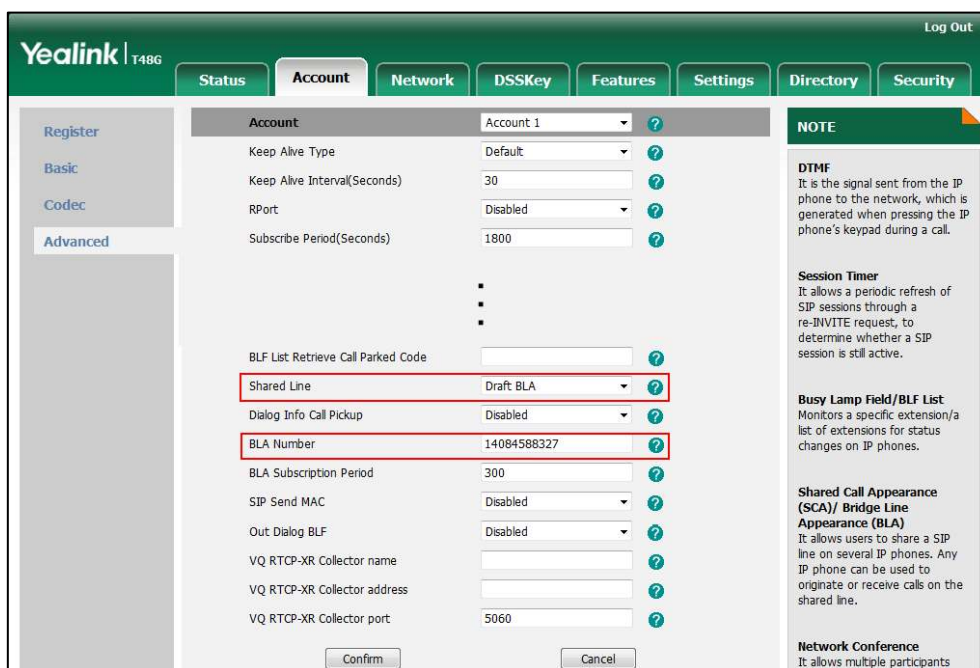 Log Out
Yealink | T48G
Status Account Network DSSKey Features Settings Directory Security
Register
Basic
Codec
Advanced
Account Account 1
Keep Alive Type Default
Keep Alive Interval(Seconds) 30
RPort Disabled
Subscribe Period(Seconds) 1800
BLF List Retrieve Call Parked Code
Shared Line Draft BLA
Dialog Info Call Pickup Disabled
BLA Number 14084588327
BLA Subscription Period 300
SIP Send MAC Disabled
Out Dialog BLF Disabled
VQ RTCP-XR Collector name
VQ RTCP-XR Collector address
VQ RTCP-XR Collector port 5060
Confirm Cancel
NOTE
DTMF
It is the signal sent from the IP
phone to the network, which is
generated when pressing the IP
phone's keypad during a call.
Session Timer
It allows a periodic refresh of
SIP sessions through a
re-INVITE request, to
determine whether a SIP
session is still active.
Busy Lamp Field/BLF List
Monitors a specific extension/a
list of extensions for status
changes on IP phones.
Shared Call Appearance
(SCA)/ Bridge Line
Appearance (BLA)
It allows users to share a SIP
line on several IP phones. Any
IP phone can be used to
originate or receive calls on the
shared line.
Network Conference
It allows multiple participants